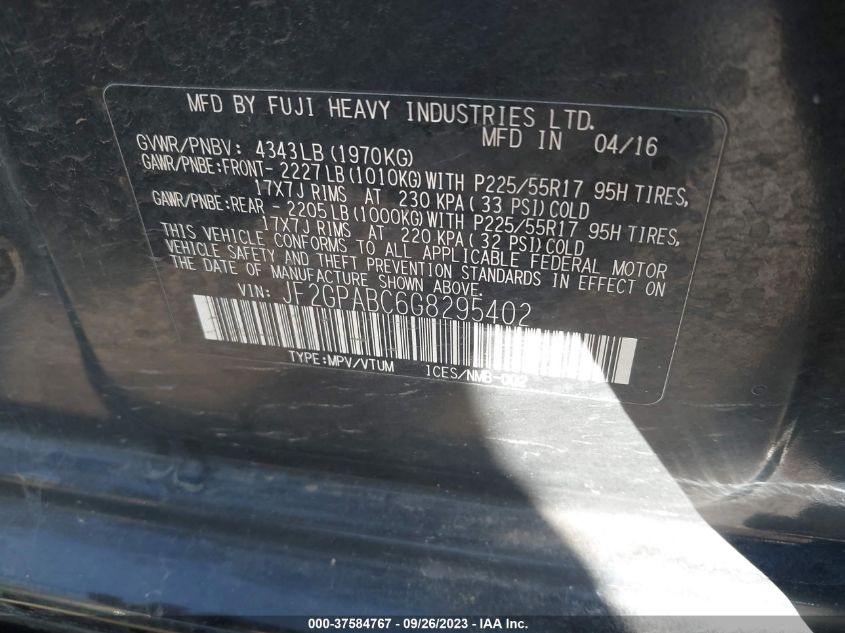 MFD BY FUJI HEAVY INDUSTRIES LTD.
MFD IN 04/16
GVWR/PNBV: 4343LB(1970KG)
GAWR/PNBE:FRONT- 2227LB(1010KG)WITH P225/55R17 95H TIRES,
17X7J RIMS AT 230 KPA(33 PSI)COLD
GAWR/PNBE:REAR -2205LB(1000KG)WITH P225/55R17 95H TIRES,
17X7J RIMS AT 220 KPA(32 PSI)COLD
THIS VEHICLE CONFORMS TO ALL APPLICABLE FEDERAL MOTOR
VEHICLE SAFETY AND THEFT PREVENTION STANDARDS IN EFFECT ON
THE DATE OF MANUFACTURE SHOWN ABOVE.
VIN: JF2GPABC6G8295402
TYPE:MPV/VTUM ICES/NMB-002
000-37584767 - 09/26/2023 - IAA Inc.